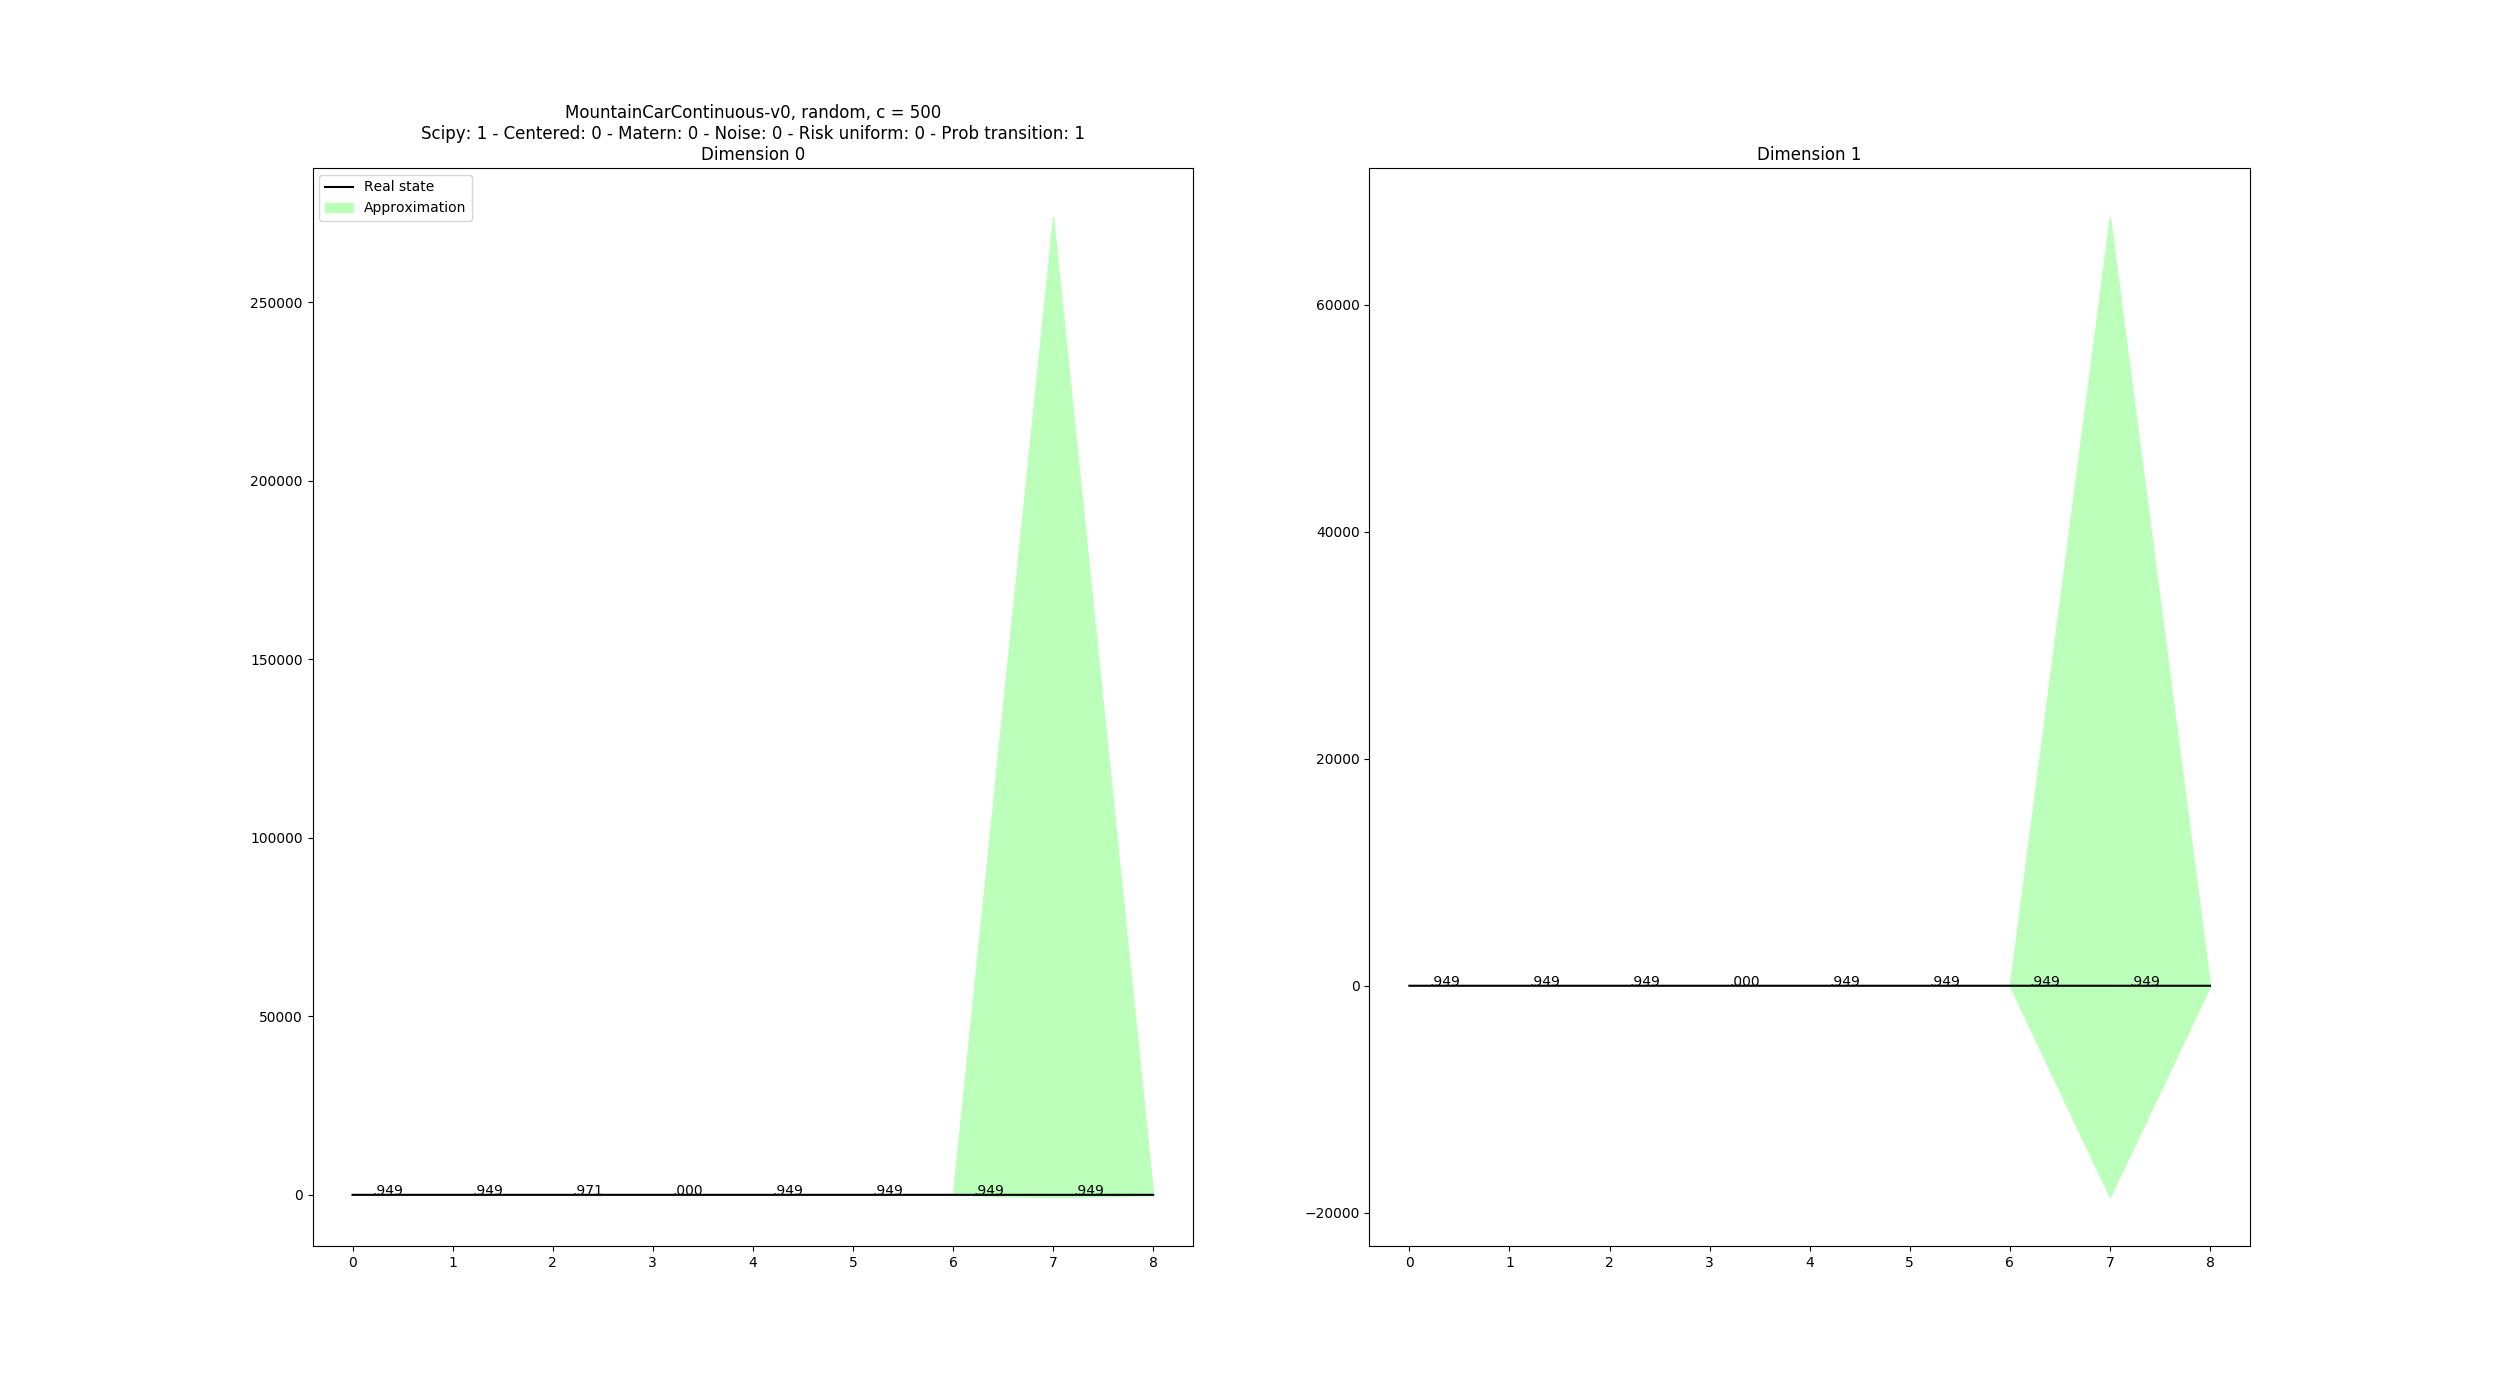 MountainCarContinuous-v0, random, c = 500
Scipy: 1 - Centered: 0 - Matern: 0 - Noise: 0 - Risk uniform: 0 - Prob transition: 1
Dimension 0
Real state
Approximation
250000
200000
150000
100000
50000
0
.949 .949 .971 .000 .949 .949 .949 .949
0 1 2 3 4 5 6 7 8
Dimension 1
60000
40000
20000
0
−20000
.949 .949 .949 .000 .949 .949 .949 .949
0 1 2 3 4 5 6 7 8